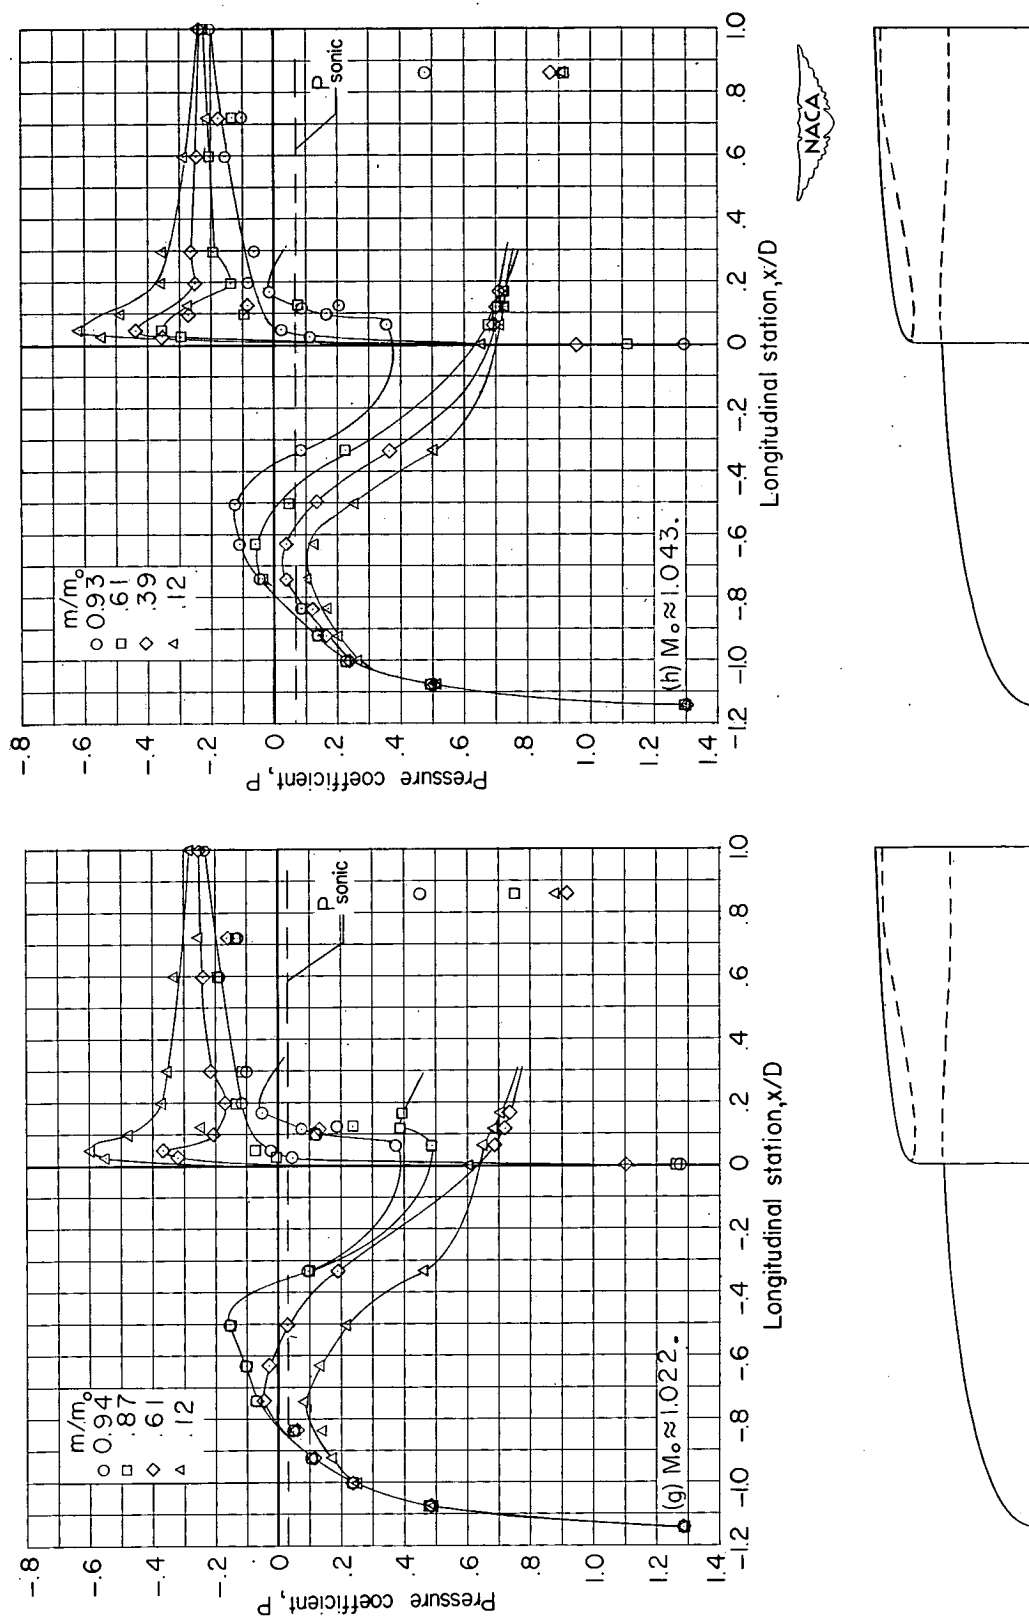 -.8
-.6
-.4
-.2
0
.2
.4
.6
.8
1.0
1.2
1.4
Pressure coefficient, P
m/m₀
0.94
.87
.61
.12
P sonic
(g) M₀≈1.022.
-1.2 -1.0 -.8 -.6 -.4 -.2 0 .2 .4 .6 .8 1.0
Longitudinal station, x/D
-.8
-.6
-.4
-.2
0
.2
.4
.6
.8
1.0
1.2
1.4
Pressure coefficient, P
m/m₀
0.93
.61
.39
.12
P sonic
(h) M₀≈1.043.
-1.2 -1.0 -.8 -.6 -.4 -.2 0 .2 .4 .6 .8 1.0
Longitudinal station, x/D
NACA